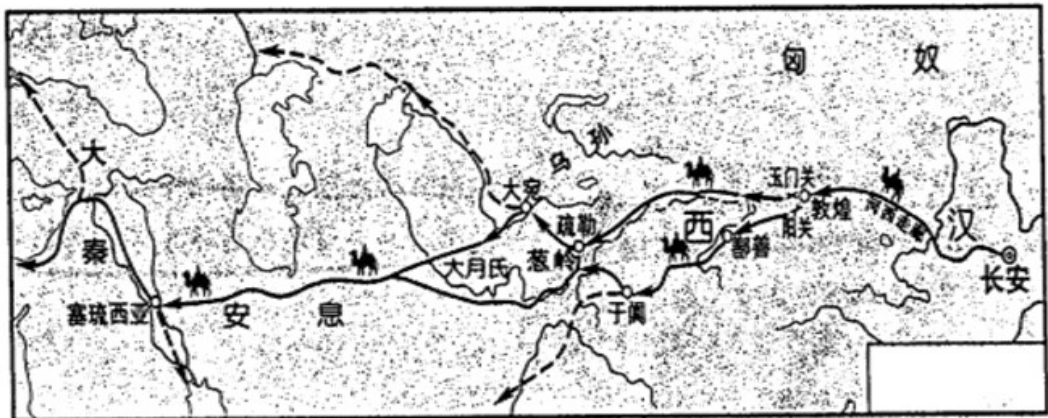 匈奴
乌孙
大秦
大宛
玉门关
敦煌
河西走廊
汉
疏勒
西
阳关
鄯善
葱岭
大月氏
长安
于阗
塞琉西亚
安息